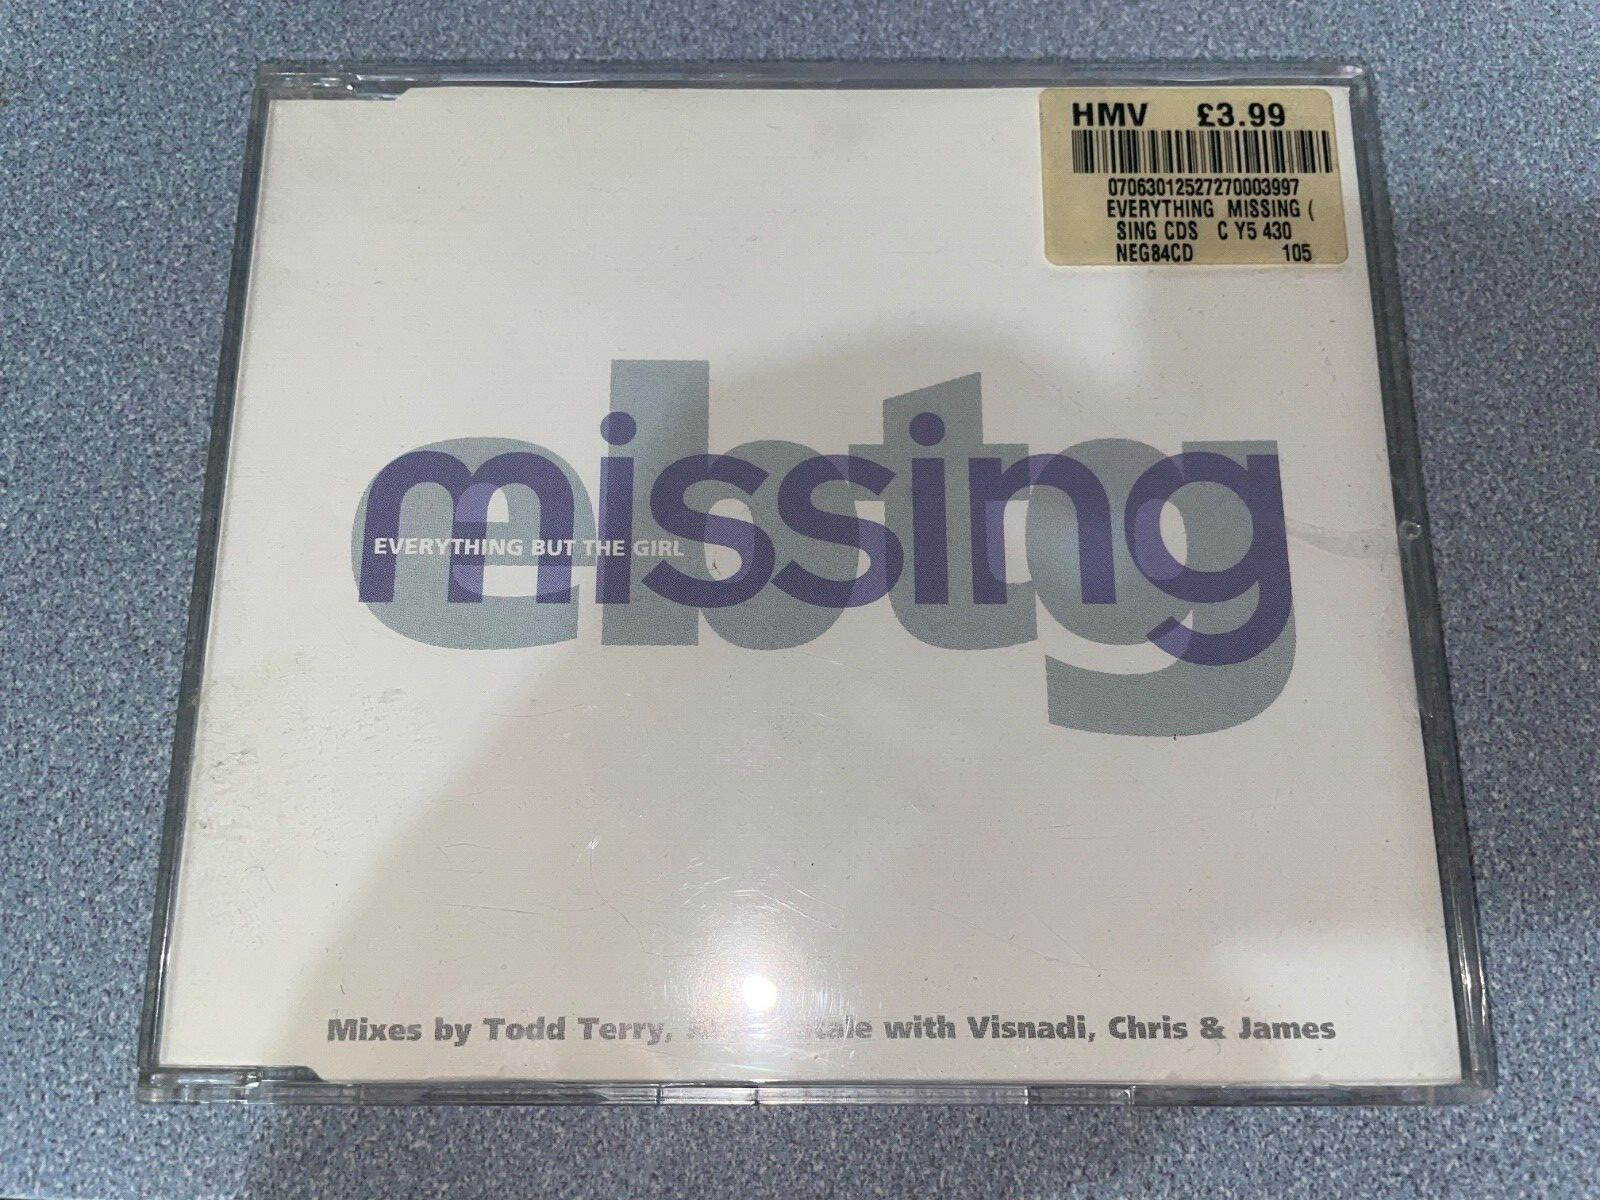 HMV £3.99
07063012527270003997
EVERYTHING MISSING (
SING CDS C Y5 430
NEG84CD 105
ebtg
missing
EVERYTHING BUT THE GIRL
Mixes by Todd Terry, with Visnadi, Chris & James